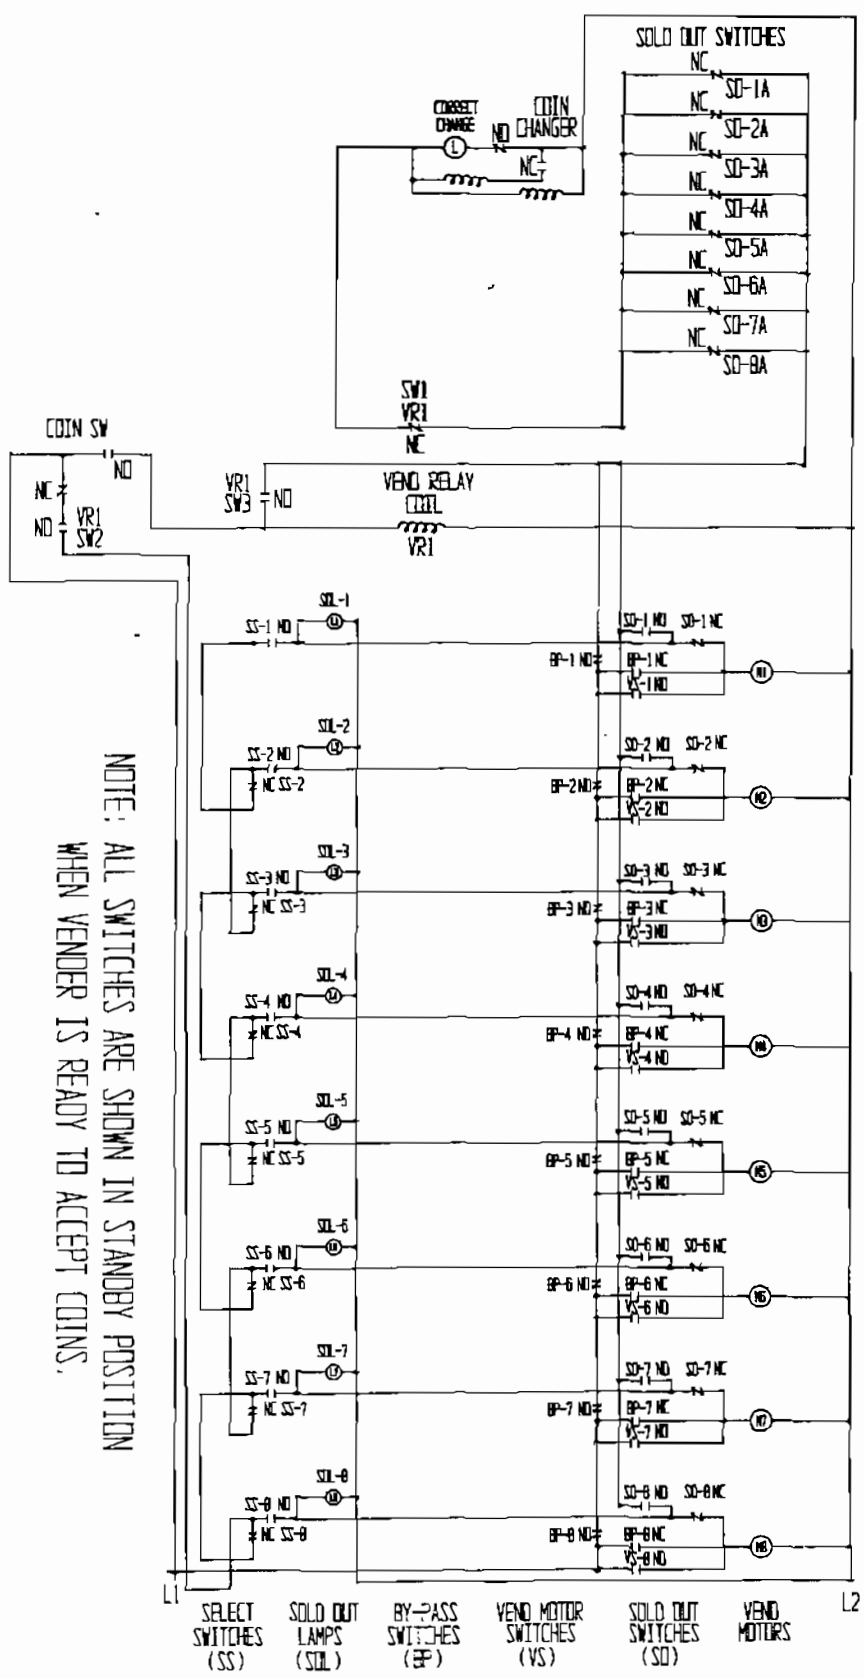 SOLD OUT SWITCHES
NC
SO-1A
NC
SO-2A
NC
SO-3A
NC
SO-4A
NC
SO-5A
NC
SO-6A
NC
SO-7A
NC
SO-8A
CORRECT
CHANGE
L
NO
COIN
CHANGER
NC
SW1
VR1
NC
COIN SW
NO
NC
NO
VR1
SW2
VR1
SW3
NO
VEND RELAY
COIL
VR1
SOL-1
SS-1 NO
L1
SO-1 NO
SO-1 NC
BP-1 NO
BP-1 NC
VS-1 NO
M1
SOL-2
SS-2 NO
L2
NC SS-2
SO-2 NO
SO-2 NC
BP-2 NO
BP-2 NC
VS-2 NO
M2
SOL-3
SS-3 NO
L3
NC SS-3
SO-3 NO
SO-3 NC
BP-3 NO
BP-3 NC
VS-3 NO
M3
SOL-4
SS-4 NO
L4
NC SS-4
SO-4 NO
SO-4 NC
BP-4 NO
BP-4 NC
VS-4 NO
M4
SOL-5
SS-5 NO
L5
NC SS-5
SO-5 NO
SO-5 NC
BP-5 NO
BP-5 NC
VS-5 NO
M5
SOL-6
SS-6 NO
L6
NC SS-6
SO-6 NO
SO-6 NC
BP-6 NO
BP-6 NC
VS-6 NO
M6
SOL-7
SS-7 NO
L7
NC SS-7
SO-7 NO
SO-7 NC
BP-7 NO
BP-7 NC
VS-7 NO
M7
SOL-8
SS-8 NO
L8
NC SS-8
SO-8 NO
SO-8 NC
BP-8 NO
BP-8 NC
VS-8 NO
M8
NOTE: ALL SWITCHES ARE SHOWN IN STANDBY POSITION
WHEN VENDER IS READY TO ACCEPT COINS.
L1
L2
SELECT
SWITCHES
(SS)
SOLD OUT
LAMPS
(SOL)
BY-PASS
SWITCHES
(BP)
VEND MOTOR
SWITCHES
(VS)
SOLD OUT
SWITCHES
(SO)
VEND
MOTORS